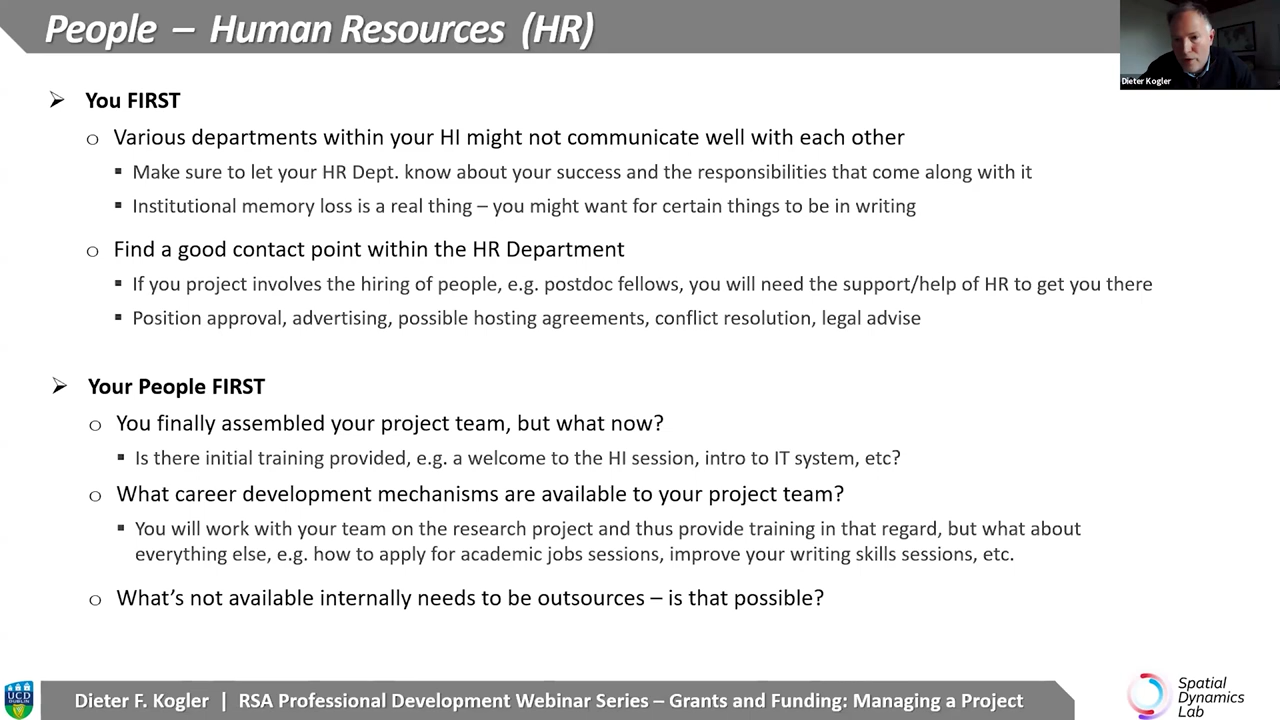 People – Human Resources (HR)
Dieter Kogler
You FIRST
Various departments within your HI might not communicate well with each other
Make sure to let your HR Dept. know about your success and the responsibilities that come along with it
Institutional memory loss is a real thing – you might want for certain things to be in writing
Find a good contact point within the HR Department
If you project involves the hiring of people, e.g. postdoc fellows, you will need the support/help of HR to get you there
Position approval, advertising, possible hosting agreements, conflict resolution, legal advise
Your People FIRST
You finally assembled your project team, but what now?
Is there initial training provided, e.g. a welcome to the HI session, intro to IT system, etc?
What career development mechanisms are available to your project team?
You will work with your team on the research project and thus provide training in that regard, but what about
everything else, e.g. how to apply for academic jobs sessions, improve your writing skills sessions, etc.
What's not available internally needs to be outsources – is that possible?
UCD
DUBLIN
Dieter F. Kogler | RSA Professional Development Webinar Series – Grants and Funding: Managing a Project
Spatial
Dynamics
Lab